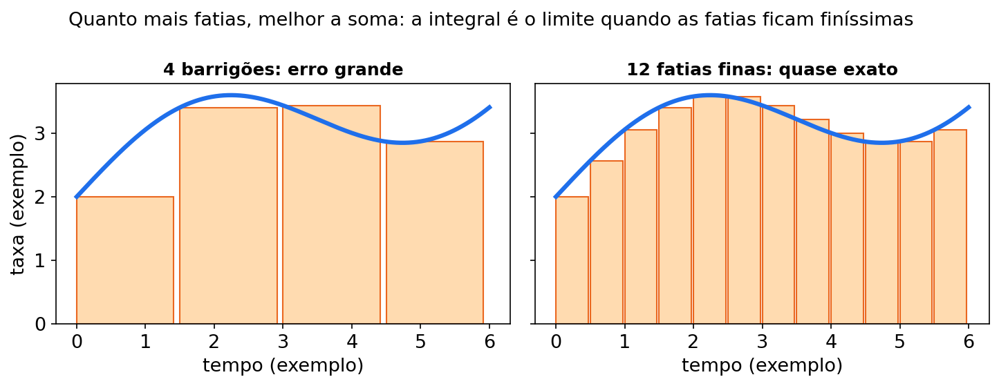 Quanto mais fatias, melhor a soma: a integral é o limite quando as fatias ficam finíssimas
4 barrigões: erro grande
12 fatias finas: quase exato
taxa (exemplo)
3
2
1
0
0 1 2 3 4 5 6
0 1 2 3 4 5 6
tempo (exemplo)
tempo (exemplo)